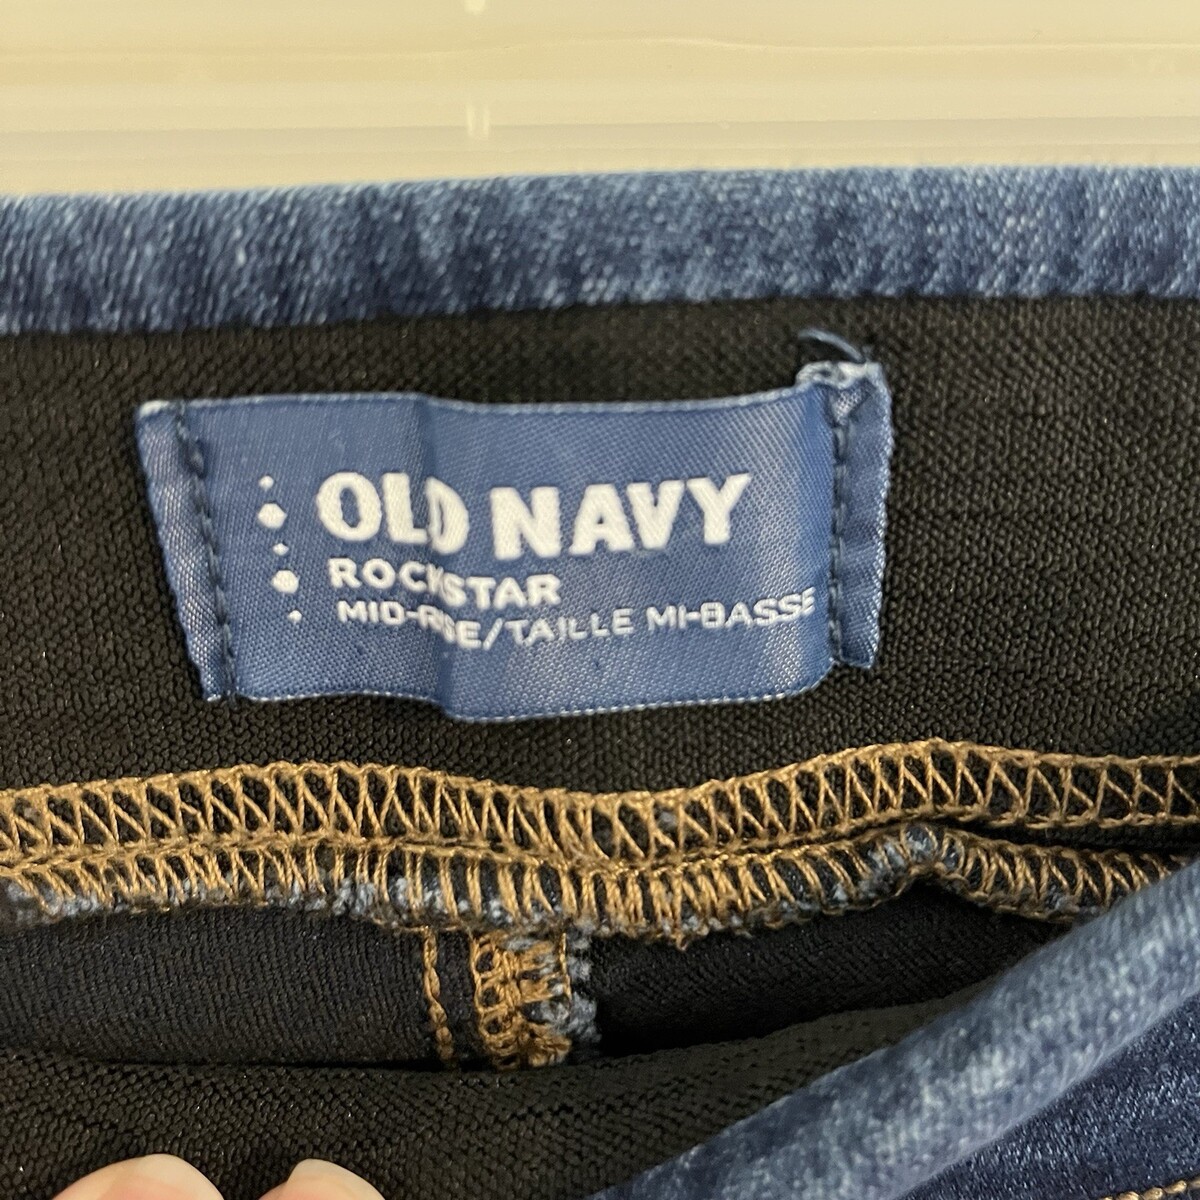 OLD NAVY
ROCKSTAR
MID-RISE/TAILLE MI-BASSE